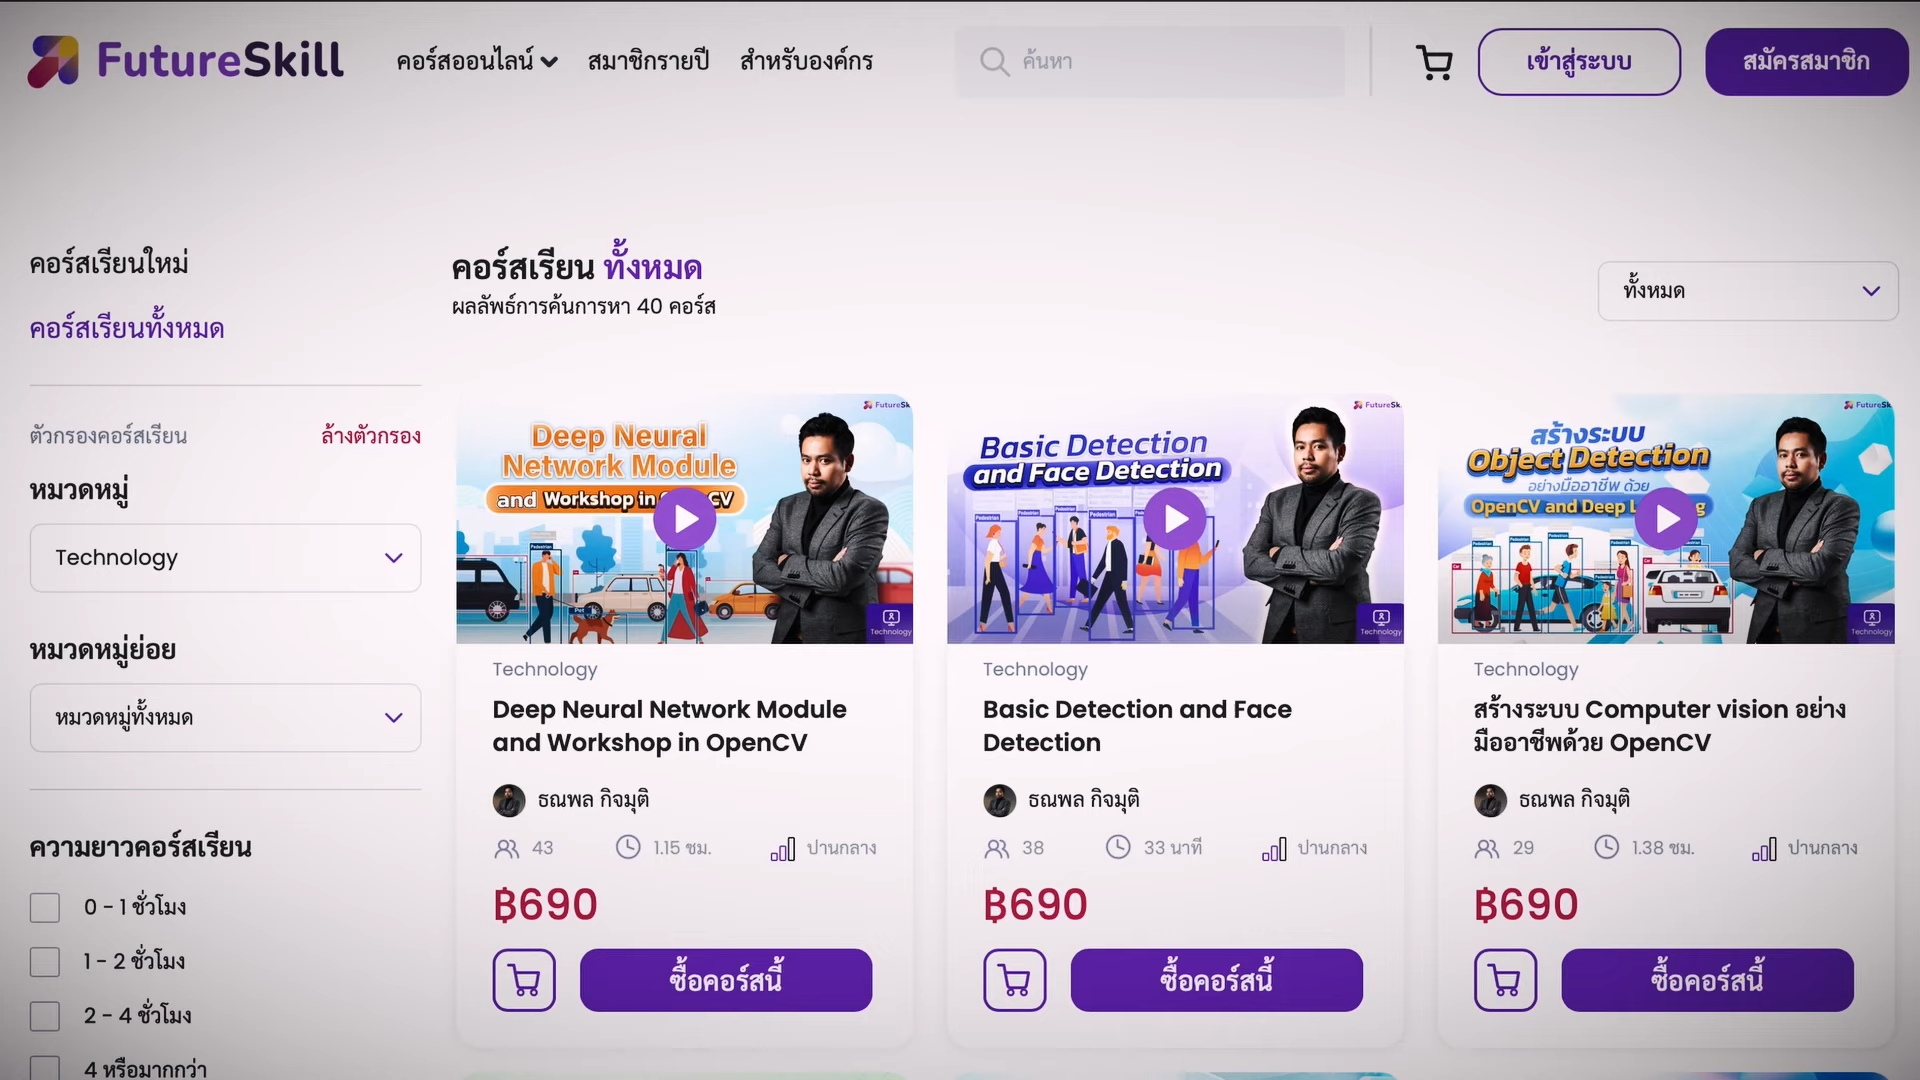 FutureSkill
คอร์สออนไลน์
สมาชิกรายปี
สำหรับองค์กร
ค้นหา
เข้าสู่ระบบ
สมัครสมาชิก
คอร์สเรียนใหม่
คอร์สเรียนทั้งหมด
ตัวกรองคอร์สเรียน
ล้างตัวกรอง
หมวดหมู่
Technology
หมวดหมู่ย่อย
หมวดหมู่ทั้งหมด
ความยาวคอร์สเรียน
0 - 1 ชั่วโมง
1 - 2 ชั่วโมง
2 - 4 ชั่วโมง
4 หรือมากกว่า
คอร์สเรียน ทั้งหมด
ผลลัพธ์การค้นการหา 40 คอร์ส
ทั้งหมด
Deep Neural
Network Module
and Workshop in CV
Technology
Technology
Deep Neural Network Module
and Workshop in OpenCV
ธณพล กิจมุติ
43
1.15 ชม.
ปานกลาง
฿690
ซื้อคอร์สนี้
Basic Detection
and Face Detection
Technology
Technology
Basic Detection and Face
Detection
ธณพล กิจมุติ
38
33 นาที
ปานกลาง
฿690
ซื้อคอร์สนี้
สร้างระบบ
Object Detection
อย่างมืออาชีพ ด้วย
OpenCV and Deep
Technology
Technology
สร้างระบบ Computer vision อย่าง
มืออาชีพด้วย OpenCV
ธณพล กิจมุติ
29
1.38 ชม.
ปานกลาง
฿690
ซื้อคอร์สนี้